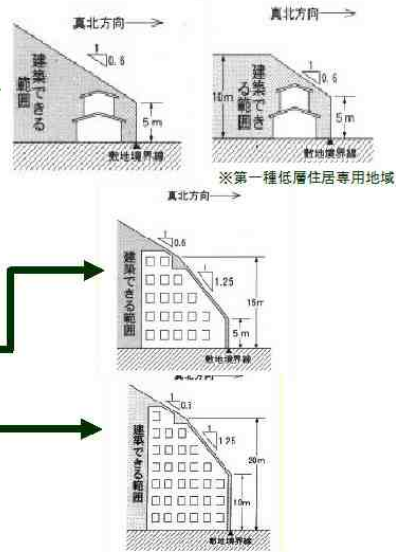 真北方向
1
0.6
建築できる範囲
5m
敷地境界線
真北方向
1
0.6
建築できる範囲
10m
5m
敷地境界線
※第一種低層住居専用地域
真北方向
1
0.6
1
1.25
建築できる範囲
15m
5m
敷地境界線
真北方向
1
1
1.25
建築できる範囲
20m
10m
敷地境界線